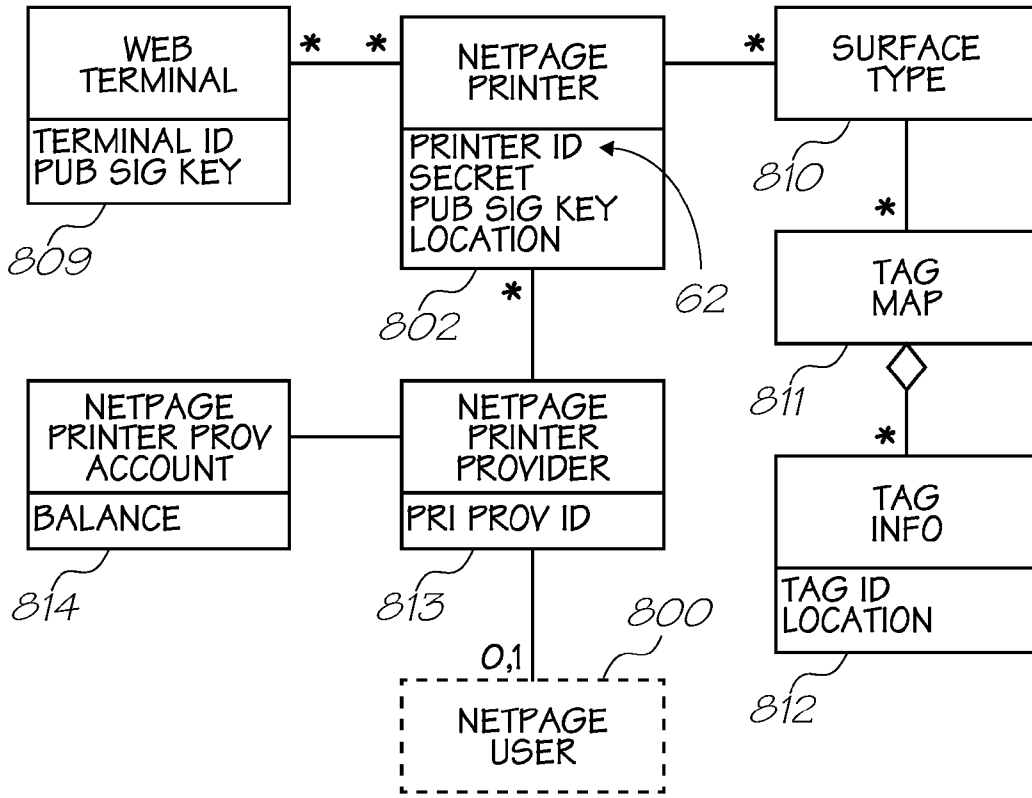 WEB
TERMINAL
TERMINAL ID
PUB SIG KEY
809
*
*
NETPAGE
PRINTER
PRINTER ID
SECRET
PUB SIG KEY
LOCATION
802
62
*
*
SURFACE
TYPE
810
*
TAG
MAP
811
*
TAG
INFO
TAG ID
LOCATION
812
NETPAGE
PRINTER PROV
ACCOUNT
BALANCE
814
NETPAGE
PRINTER
PROVIDER
PRI PROV ID
813
0,1
800
NETPAGE
USER